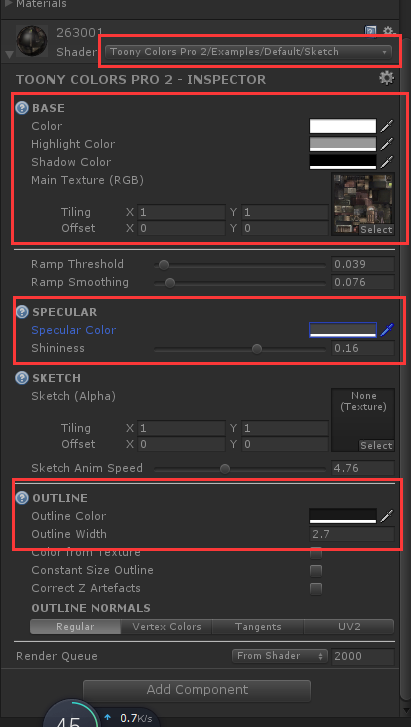 Materials
263001
Shader Toony Colors Pro 2/Examples/Default/Sketch
TOONY COLORS PRO 2 - INSPECTOR
BASE
Color
Highlight Color
Shadow Color
Main Texture (RGB)
Tiling X 1 Y 1
Offset X 0 Y 0
Select
Ramp Threshold 0.039
Ramp Smoothing 0.076
SPECULAR
Specular Color
Shininess 0.16
SKETCH
Sketch (Alpha) None
(Texture)
Tiling X 1 Y 1
Offset X 0 Y 0
Select
Sketch Anim Speed 4.76
OUTLINE
Outline Color
Outline Width 2.7
Color from Texture
Constant Size Outline
Correct Z Artefacts
OUTLINE NORMALS
Regular Vertex Colors Tangents UV2
Render Queue From Shader 2000
Add Component
45 0.7K/s